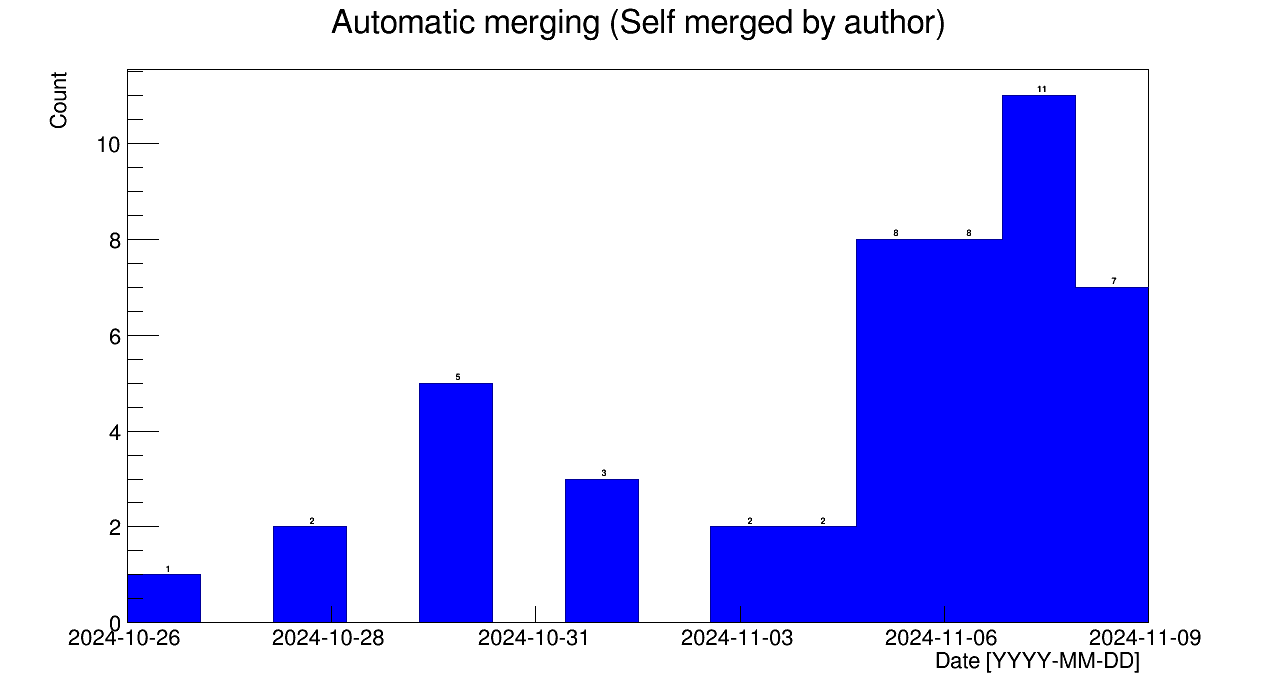 Automatic merging (Self merged by author)
Count
11
10
8 8
8
7
6
5
4
3
2 2 2
2
1
0
2024-10-26 2024-10-28 2024-10-31 2024-11-03 2024-11-06 2024-11-09
Date [YYYY-MM-DD]